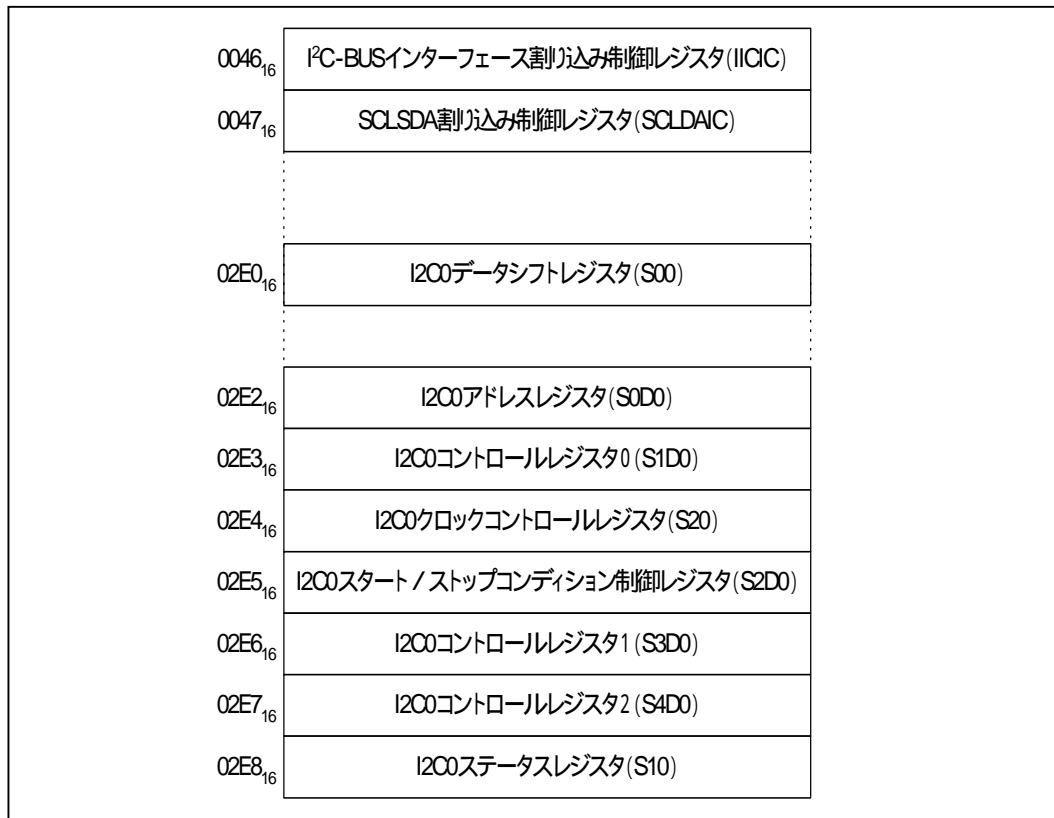 0046₁₆ I²C-BUSインターフェース割り込み制御レジスタ(IICIC)
0047₁₆ SCLSDA割り込み制御レジスタ(SCLDAIC)
02E0₁₆ I2C0データシフトレジスタ(S00)
02E2₁₆ I2C0アドレスレジスタ(S0D0)
02E3₁₆ I2C0コントロールレジスタ0(S1D0)
02E4₁₆ I2C0クロックコントロールレジスタ(S20)
02E5₁₆ I2C0スタート/ストップコンディション制御レジスタ(S2D0)
02E6₁₆ I2C0コントロールレジスタ1(S3D0)
02E7₁₆ I2C0コントロールレジスタ2(S4D0)
02E8₁₆ I2C0ステータスレジスタ(S10)